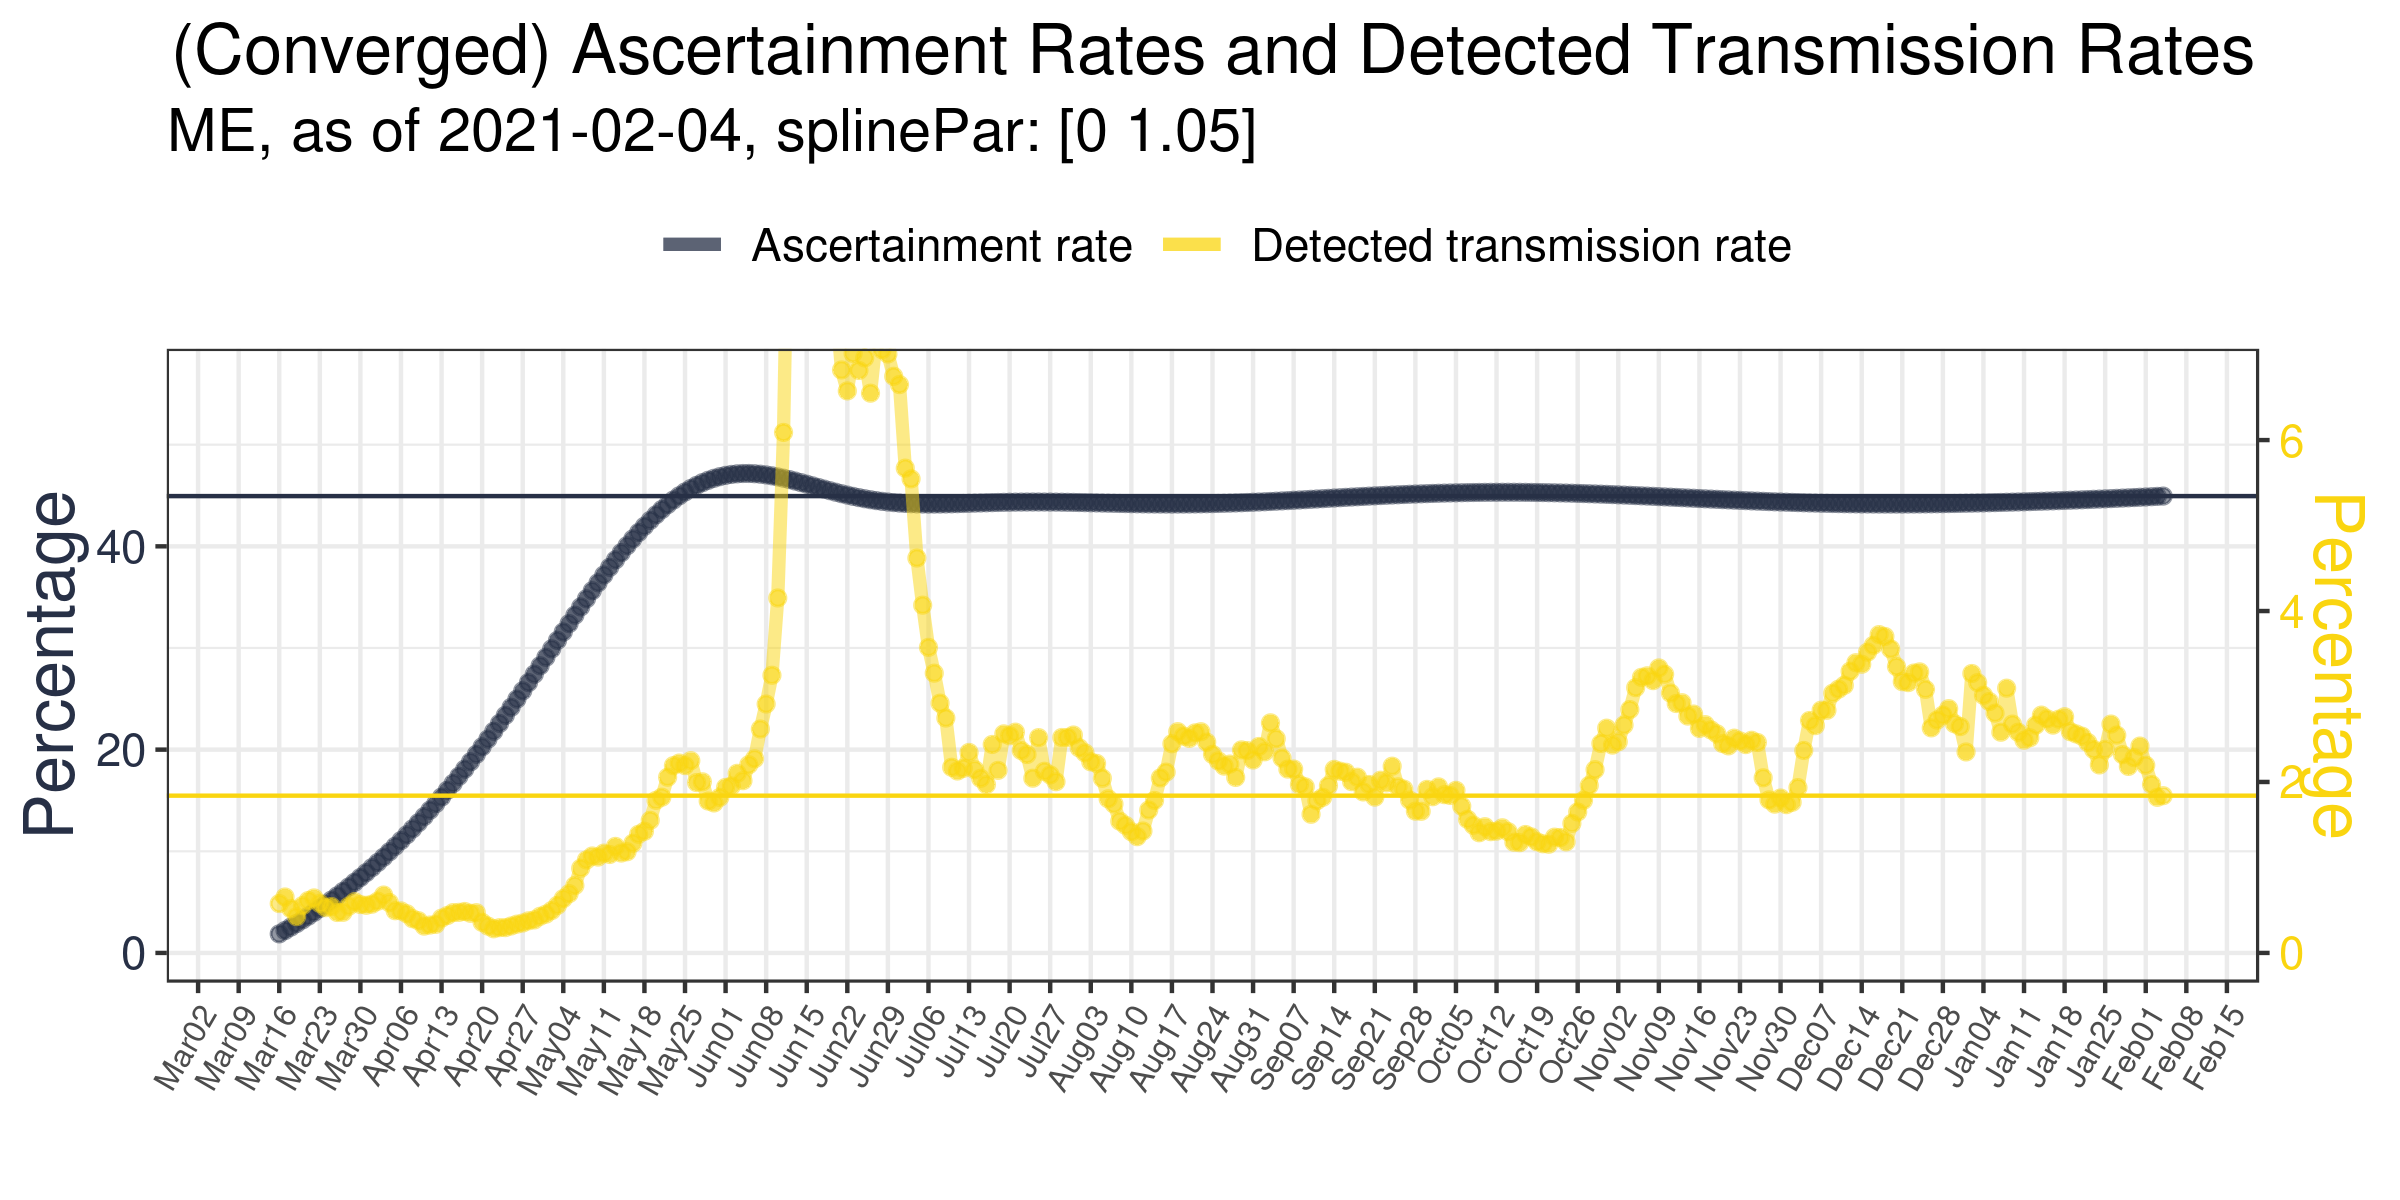 (Converged) Ascertainment Rates and Detected Transmission Rates
ME, as of 2021-02-04, splinePar: [0 1.05]
Ascertainment rate Detected transmission rate
Percentage
40
20
0
6
4
2
0
Percentage
Mar02 Mar09 Mar16 Mar23 Mar30 Apr06 Apr13 Apr20 Apr27 May04 May11 May18 May25 Jun01 Jun08 Jun15 Jun22 Jun29 Jul06 Jul13 Jul20 Jul27 Aug03 Aug10 Aug17 Aug24 Aug31 Sep07 Sep14 Sep21 Sep28 Oct05 Oct12 Oct19 Oct26 Nov02 Nov09 Nov16 Nov23 Nov30 Dec07 Dec14 Dec21 Dec28 Jan04 Jan11 Jan18 Jan25 Feb01 Feb08 Feb15